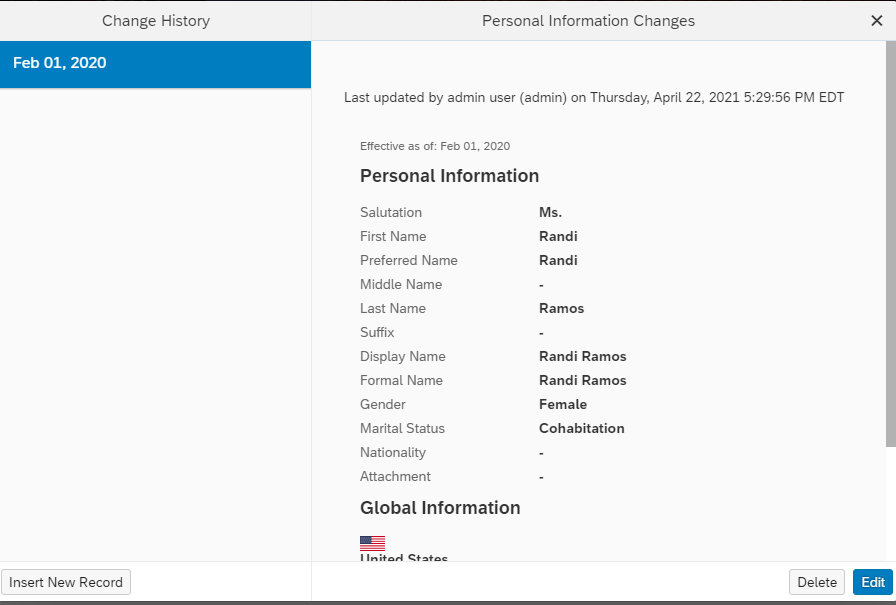 Change History
Personal Information Changes
Feb 01, 2020
Last updated by admin user (admin) on Thursday, April 22, 2021 5:29:56 PM EDT
Effective as of: Feb 01, 2020
Personal Information
Salutation Ms.
First Name Randi
Preferred Name Randi
Middle Name -
Last Name Ramos
Suffix -
Display Name Randi Ramos
Formal Name Randi Ramos
Gender Female
Marital Status Cohabitation
Nationality -
Attachment -
Global Information
United States
Insert New Record
Delete
Edit